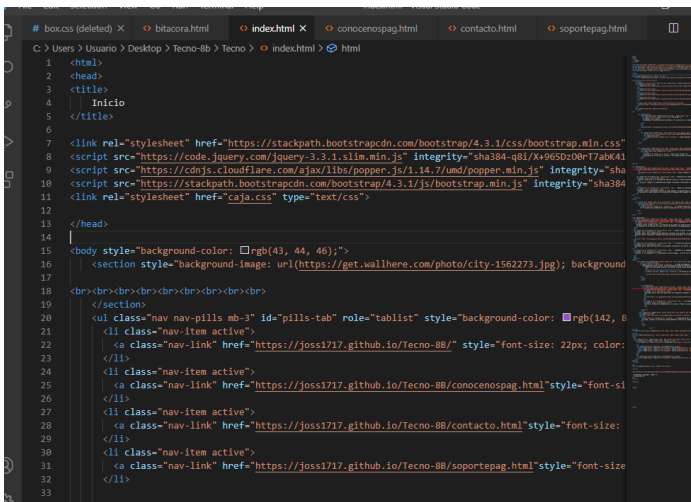 # box.css (deleted) × <> bitacora.html <> index.html × <> conocenospag.html <> contacto.html <> soportepag.html
C: > Users > Usuario > Desktop > Tecno-8b > Tecno > <> index.html > html
1 <html>
2 <head>
3 <title>
4 Inicio
5 </title>
6
7 <link rel="stylesheet" href="https://stackpath.bootstrapcdn.com/bootstrap/4.3.1/css/bootstrap.min.css"
8 <script src="https://code.jquery.com/jquery-3.3.1.slim.min.js" integrity="sha384-q8i/X+965DzO0rT7abK41
9 <script src="https://cdnjs.cloudflare.com/ajax/libs/popper.js/1.14.7/umd/popper.min.js" integrity="sha
10 <script src="https://stackpath.bootstrapcdn.com/bootstrap/4.3.1/js/bootstrap.min.js" integrity="sha384
11 <link rel="stylesheet" href="caja.css" type="text/css">
12
13 </head>
14
15 <body style="background-color: rgb(43, 44, 46);">
16 <section style="background-image: url(https://get.wallhere.com/photo/city-1562273.jpg); background
17
18 <br><br><br><br><br><br><br><br><br>
19 </section>
20 <ul class="nav nav-pills mb-3" id="pills-tab" role="tablist" style="background-color: rgb(142, 8
21 <li class="nav-item active">
22 <a class="nav-link" href="https://joss1717.github.io/Tecno-8B/" style="font-size: 22px; color:
23 </li>
24 <li class="nav-item active">
25 <a class="nav-link" href="https://joss1717.github.io/Tecno-8B/conocenospag.html"style="font-si
26 </li>
27 <li class="nav-item active">
28 <a class="nav-link" href="https://joss1717.github.io/Tecno-8B/contacto.html"style="font-size:
29 </li>
30 <li class="nav-item active">
31 <a class="nav-link" href="https://joss1717.github.io/Tecno-8B/soportepag.html"style="font-size
32 </li>
33